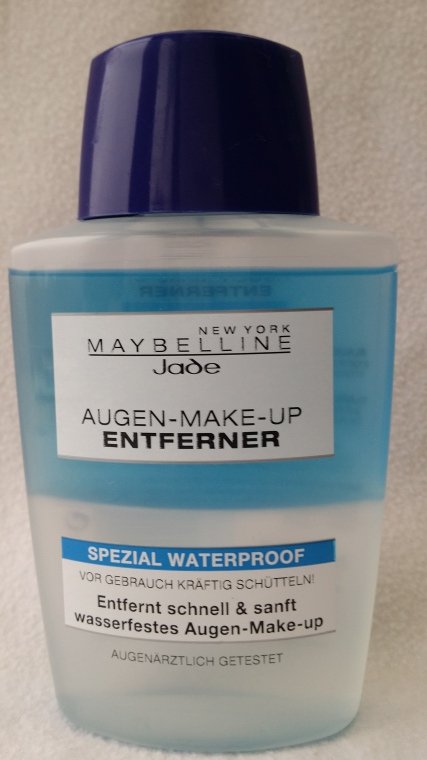 NEW YORK
MAYBELLINE
Jade
AUGEN-MAKE-UP
ENTFERNER
SPEZIAL WATERPROOF
VOR GEBRAUCH KRÄFTIG SCHÜTTELN!
Entfernt schnell & sanft
wasserfestes Augen-Make-up
AUGENÄRZTLICH GETESTET